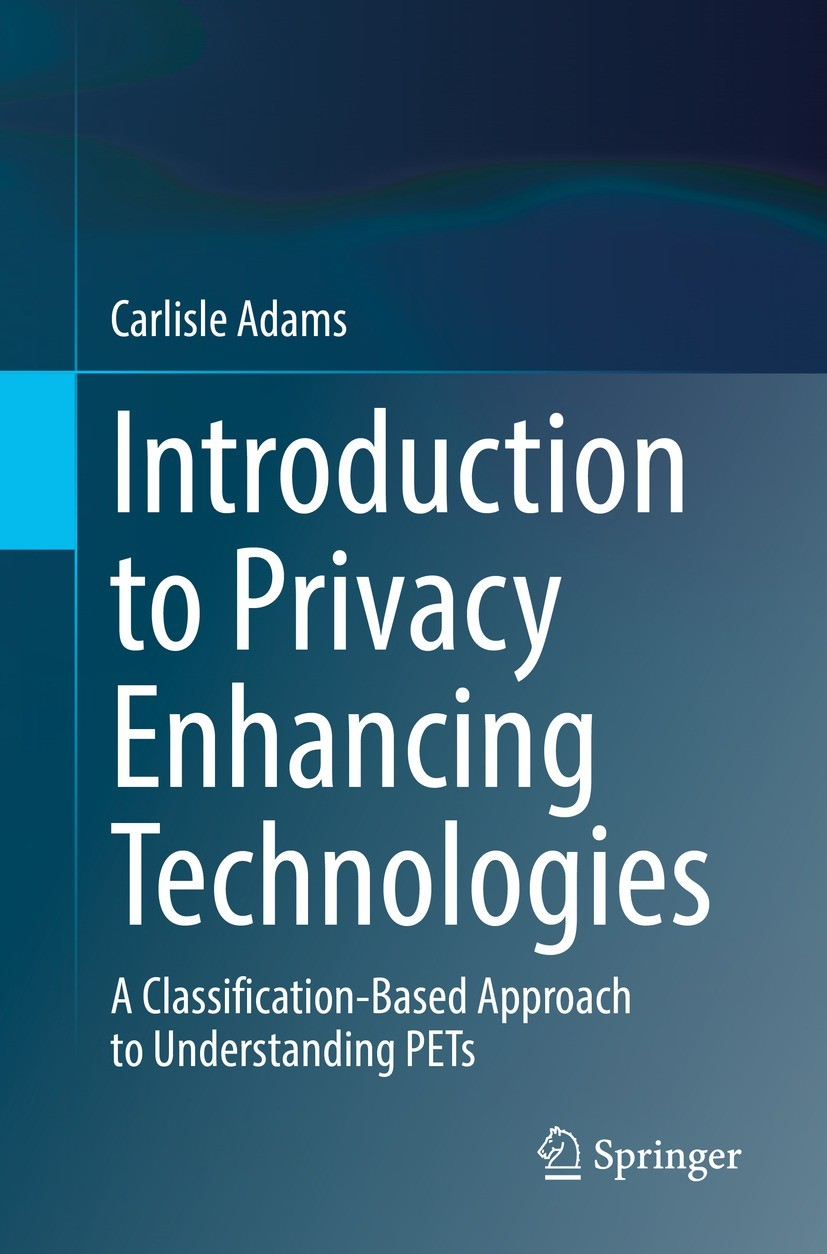 Carlisle Adams
Introduction
to Privacy
Enhancing
Technologies
A Classification-Based Approach
to Understanding PETs
Springer